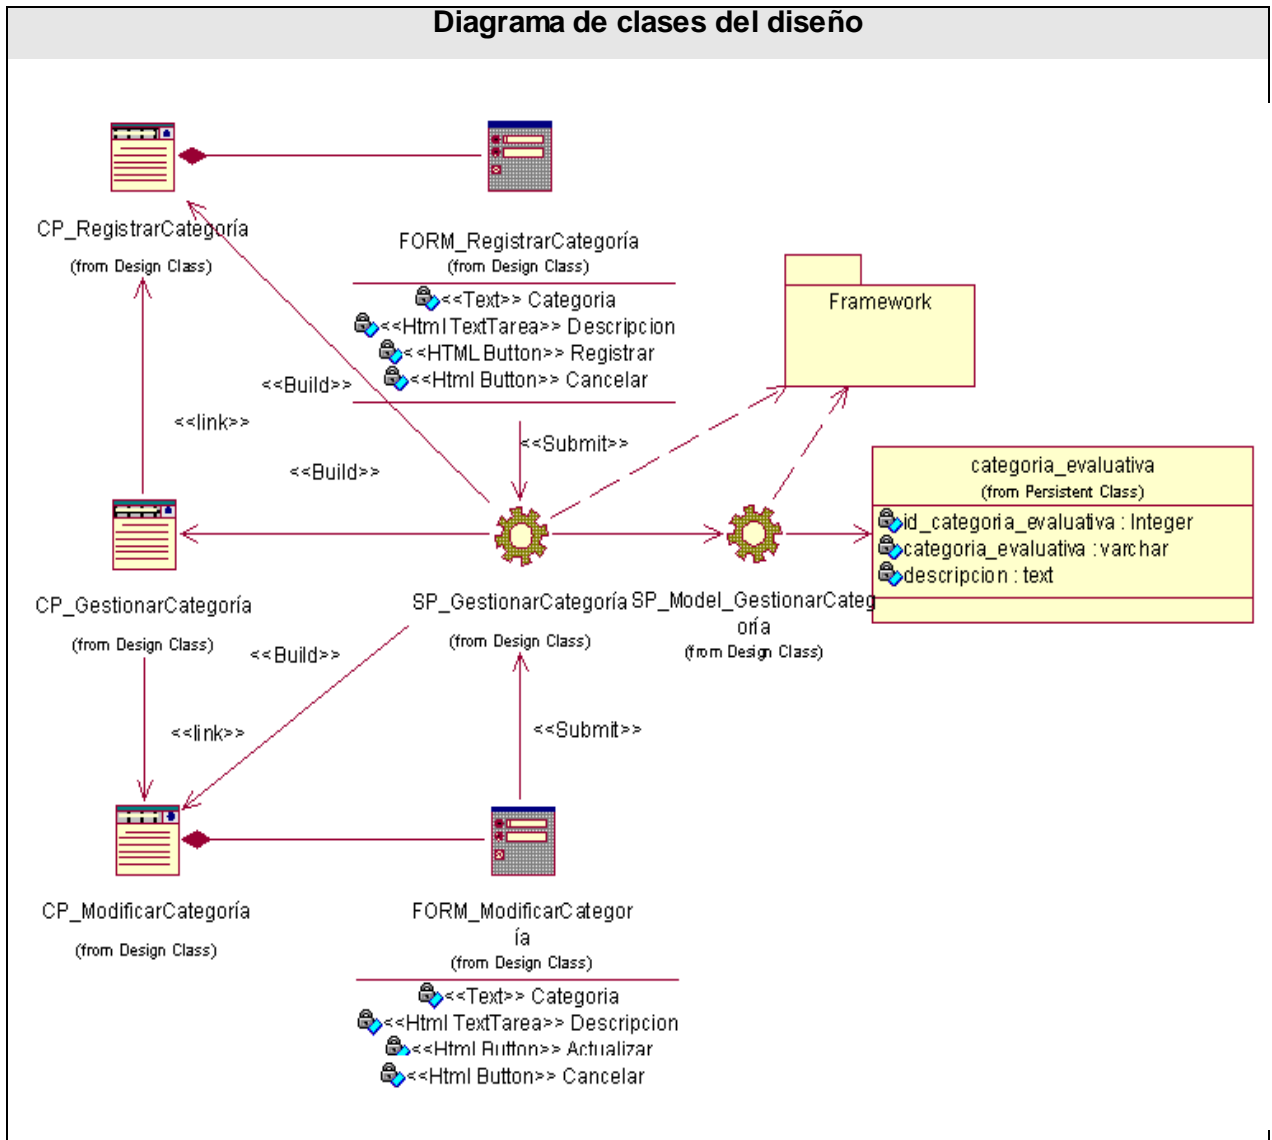 Diagrama de clases del diseño
CP_RegistrarCategoría
(from Design Class)
FORM_RegistrarCategoría
(from Design Class)
<<Text>> Categoria
<<Html TextTarea>> Descripcion
<<HTML Button>> Registrar
<<Html Button>> Cancelar
Framework
<<Build>>
<<link>>
<<Submit>>
<<Build>>
categoria_evaluativa
(from Persistent Class)
id_categoria_evaluativa : Integer
categoria_evaluativa : varchar
descripcion : text
CP_GestionarCategoría
(from Design Class)
SP_GestionarCategoría
(from Design Class)
SP_Model_GestionarCateg
oría
(from Design Class)
<<Build>>
<<link>>
<<Submit>>
CP_ModificarCategoría
(from Design Class)
FORM_ModificarCategor
ía
(from Design Class)
<<Text>> Categoria
<<Html TextTarea>> Descripcion
<<Html Button>> Actualizar
<<Html Button>> Cancelar